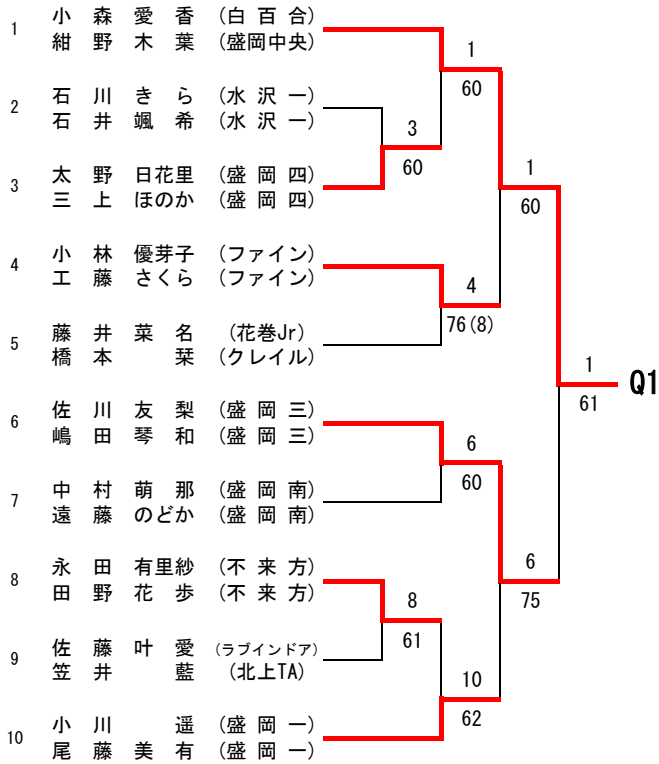 1 小森愛香 (白百合)
紺野木葉 (盛岡中央)
2 石川きら (水沢一)
石井颯希 (水沢一)
3 太野日花里 (盛岡四)
三上ほのか (盛岡四)
4 小林優芽子 (ファイン)
工藤さくら (ファイン)
5 藤井菜名 (花巻Jr)
橋本栞 (クレイル)
6 佐川友梨 (盛岡三)
嶋田琴和 (盛岡三)
7 中村萌那 (盛岡南)
遠藤のどか (盛岡南)
8 永田有里紗 (不来方)
田野花歩 (不来方)
9 佐藤叶愛 (ラブインドア)
笠井藍 (北上TA)
10 小川遥 (盛岡一)
尾藤美有 (盛岡一)
3
60
8
61
1
60
4
76(8)
6
60
10
62
1
60
6
75
1
61
Q1